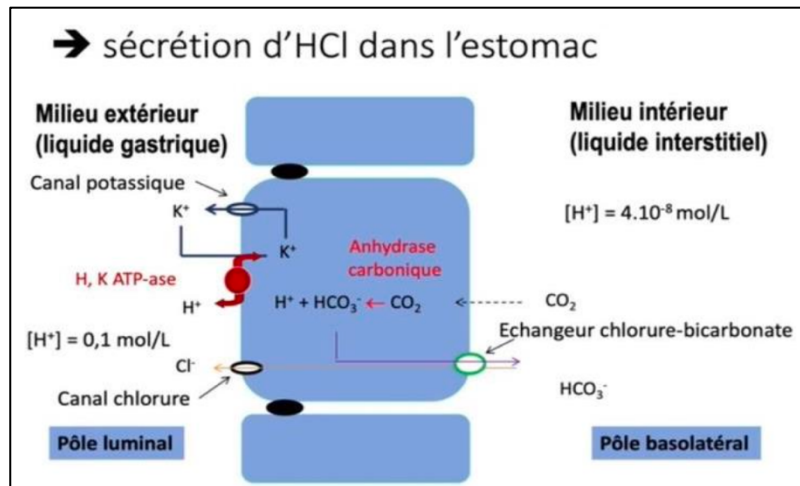 ➔ sécrétion d'HCl dans l'estomac
Milieu extérieur
(liquide gastrique)
Milieu intérieur
(liquide interstitiel)
Canal potassique
K⁺
K⁺
[H⁺] = 4.10⁻⁸ mol/L
Anhydrase
carbonique
H, K ATP-ase
H⁺
H⁺ + HCO₃⁻ ← CO₂
CO₂
[H⁺] = 0,1 mol/L
Echangeur chlorure-bicarbonate
Cl⁻
HCO₃⁻
Canal chlorure
Pôle luminal
Pôle basolatéral